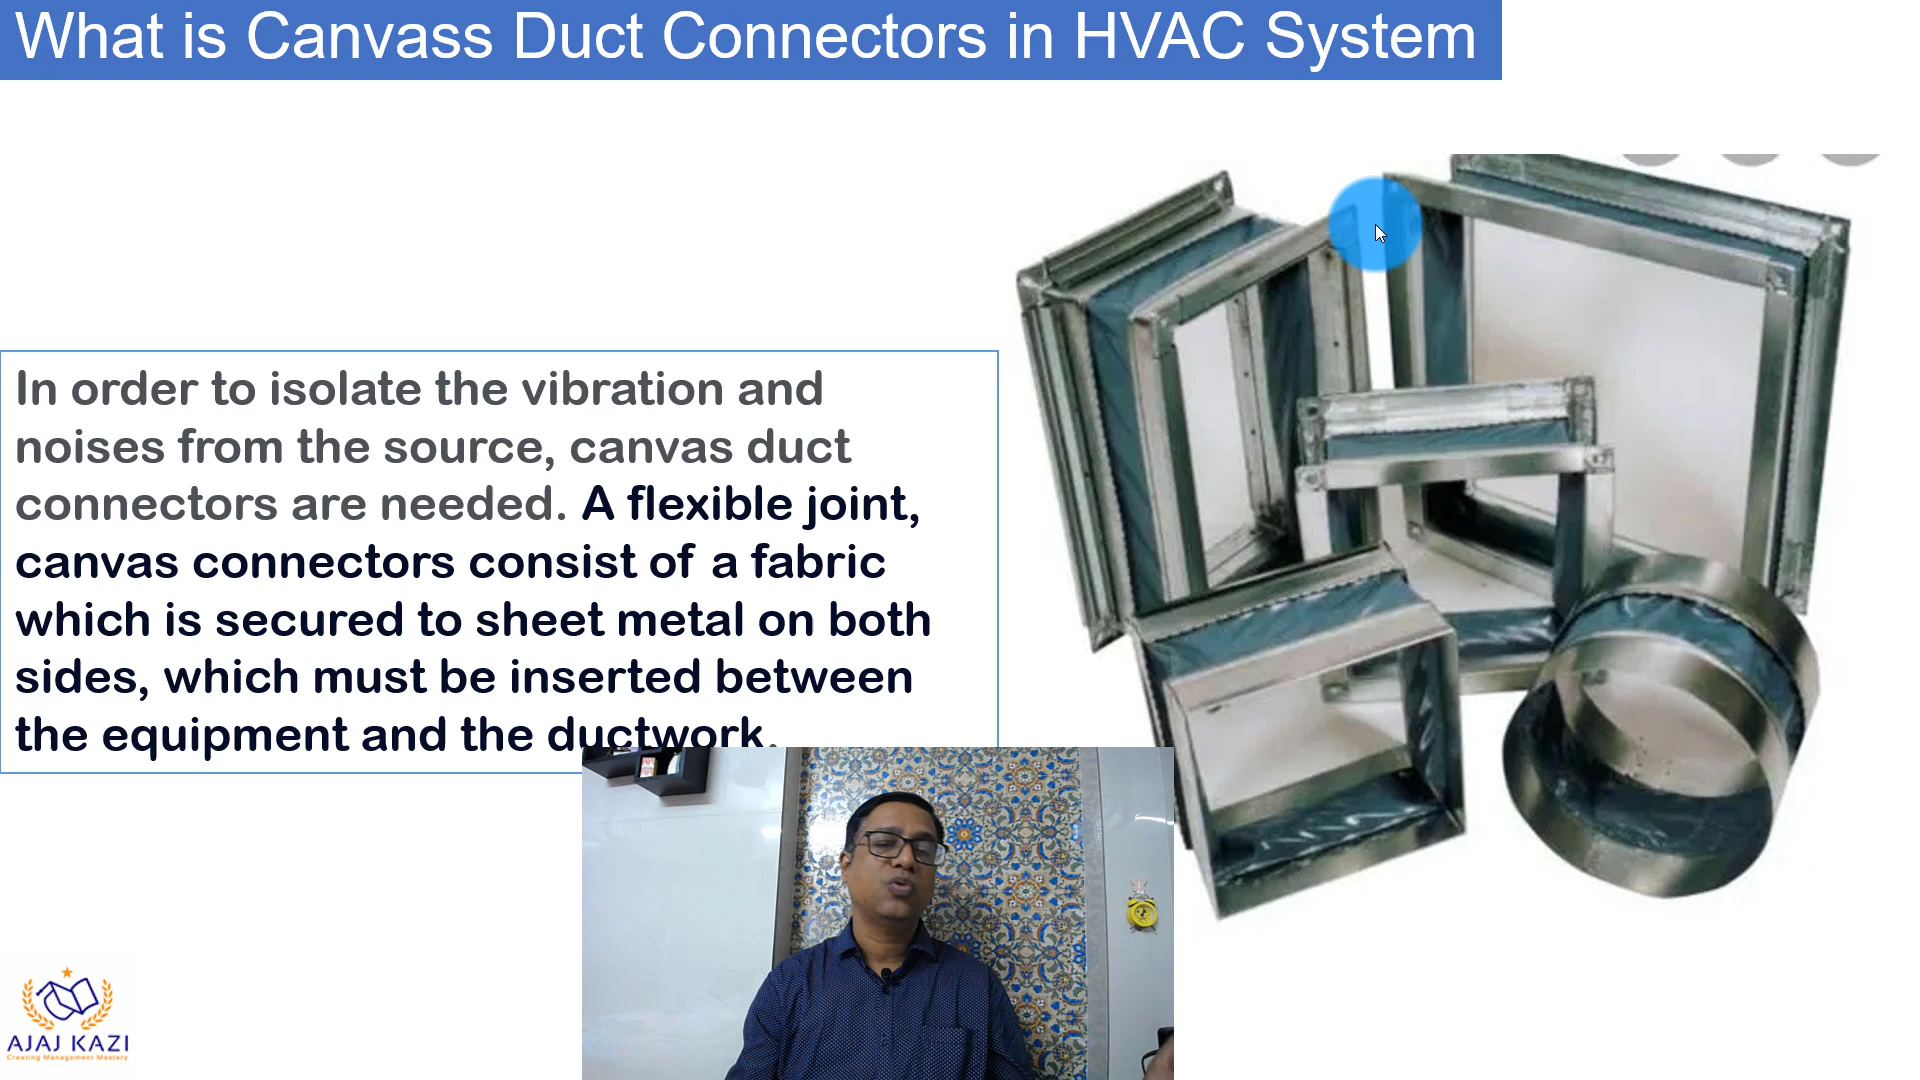 What is Canvass Duct Connectors in HVAC System
In order to isolate the vibration and
noises from the source, canvas duct
connectors are needed. A flexible joint,
canvas connectors consist of a fabric
which is secured to sheet metal on both
sides, which must be inserted between
the equipment and the ductwork.
AJAJ KAZI
Creating Management Mastery